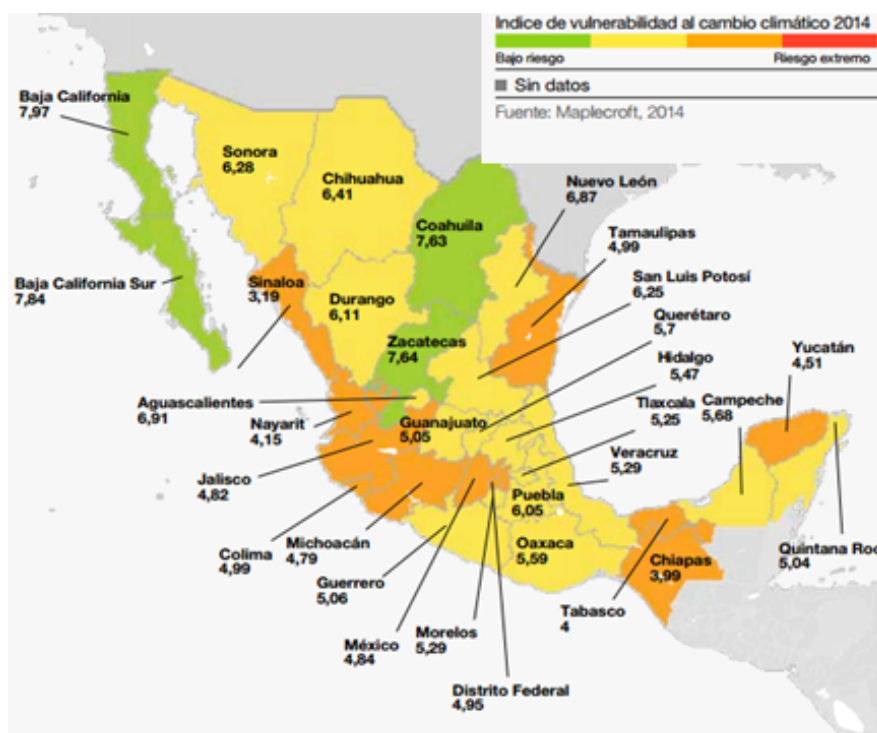 Indice de vulnerabilidad al cambio climático 2014
Bajo riesgo
Riesgo extremo
Sin datos
Fuente: Maplecroft, 2014
Baja California
7,97
Sonora
6,28
Chihuahua
6,41
Nuevo León
6,87
Coahuila
7,63
Tamaulipas
4,99
Baja California Sur
7,84
Sinaloa
3,19
Durango
6,11
San Luis Potosí
6,25
Zacatecas
7,64
Querétaro
5,7
Hidalgo
5,47
Yucatán
4,51
Aguascalientes
6,91
Nayarit
4,15
Guanajuato
5,05
Tlaxcala
5,25
Campeche
5,68
Veracruz
5,29
Jalisco
4,82
Puebla
6,05
Colima
4,99
Michoacán
4,79
Guerrero
5,06
Oaxaca
5,59
Chiapas
3,99
Quintana Roo
5,04
Tabasco
4
México
4,84
Morelos
5,29
Distrito Federal
4,95